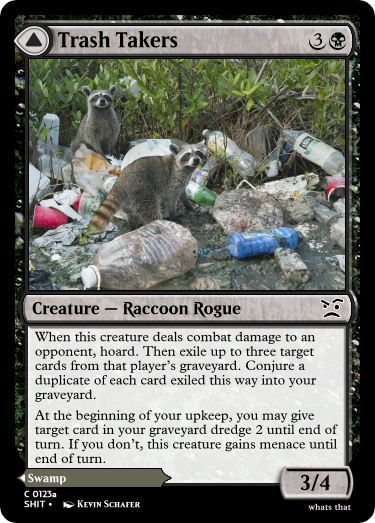 Trash Takers 3
Creature — Raccoon Rogue
When this creature deals combat damage to an
opponent, hoard. Then exile up to three target
cards from that player's graveyard. Conjure a
duplicate of each card exiled this way into your
graveyard.
At the beginning of your upkeep, you may give
target card in your graveyard dredge 2 until end of
turn. If you don't, this creature gains menace until
end of turn.
Swamp
3/4
C 0123a
SHIT • Kevin Schafer
whats that